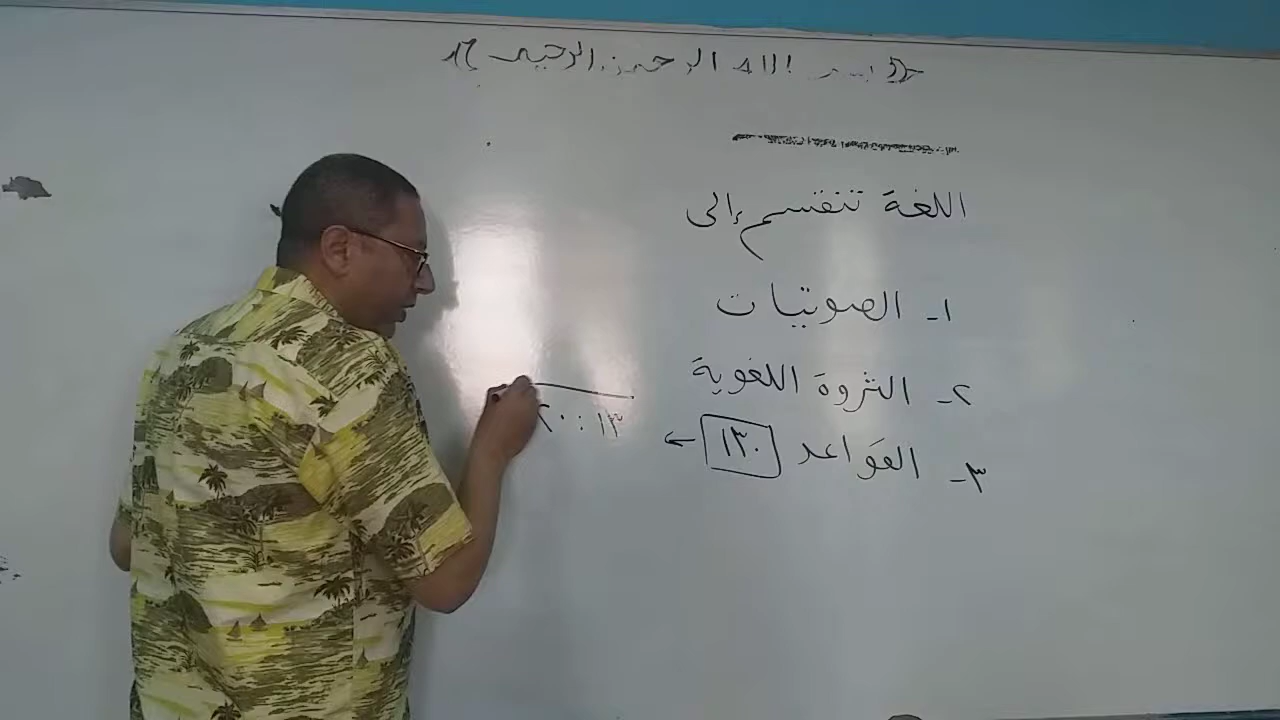 بسم الله الرحمن الرحيم
اللغة تنقسم إلى
١- الصوتيات
٢- الثروة اللغوية
٣- القواعد ١٣٠ ←
١٣ : ٢٠